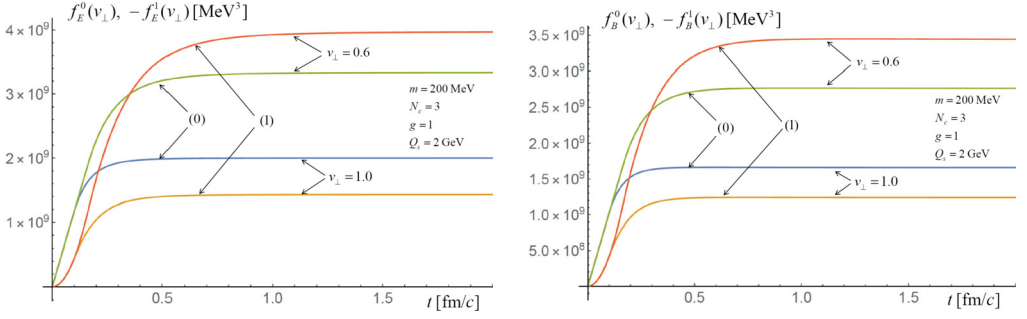 f_E^0(v_⊥), −f_E^1(v_⊥) [MeV^3]
4 × 10^9
3 × 10^9
2 × 10^9
1 × 10^9
v_⊥ = 0.6
m = 200 MeV
N_c = 3
g = 1
Q_s = 2 GeV
(0)
(1)
v_⊥ = 1.0
0.5
1.0
1.5
t [fm/c]
f_B^0(v_⊥), −f_B^1(v_⊥) [MeV^3]
3.5 × 10^9
3.0 × 10^9
2.5 × 10^9
2.0 × 10^9
1.5 × 10^9
1.0 × 10^9
5.0 × 10^8
v_⊥ = 0.6
m = 200 MeV
N_c = 3
g = 1
Q_s = 2 GeV
(0)
(1)
v_⊥ = 1.0
0.5
1.0
1.5
t [fm/c]